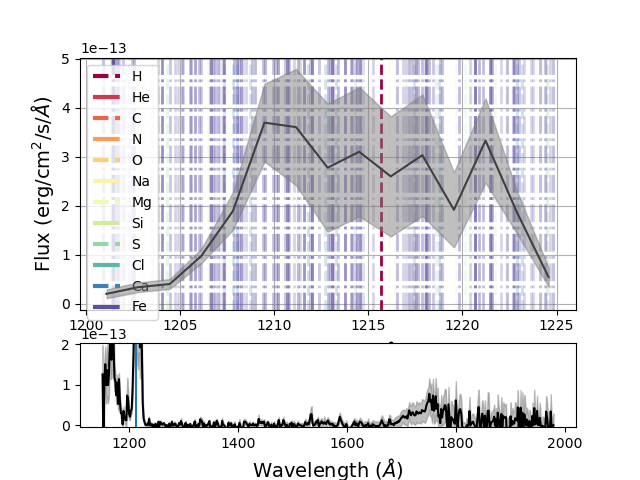 1e−13
Flux (erg/cm²/s/Å)
5
4
3
2
1
0
H
He
C
N
O
Na
Mg
Si
S
Cl
Ca
Fe
1200 1205 1210 1215 1220 1225
1e−13
2
1
0
1200 1400 1600 1800 2000
Wavelength (Å)